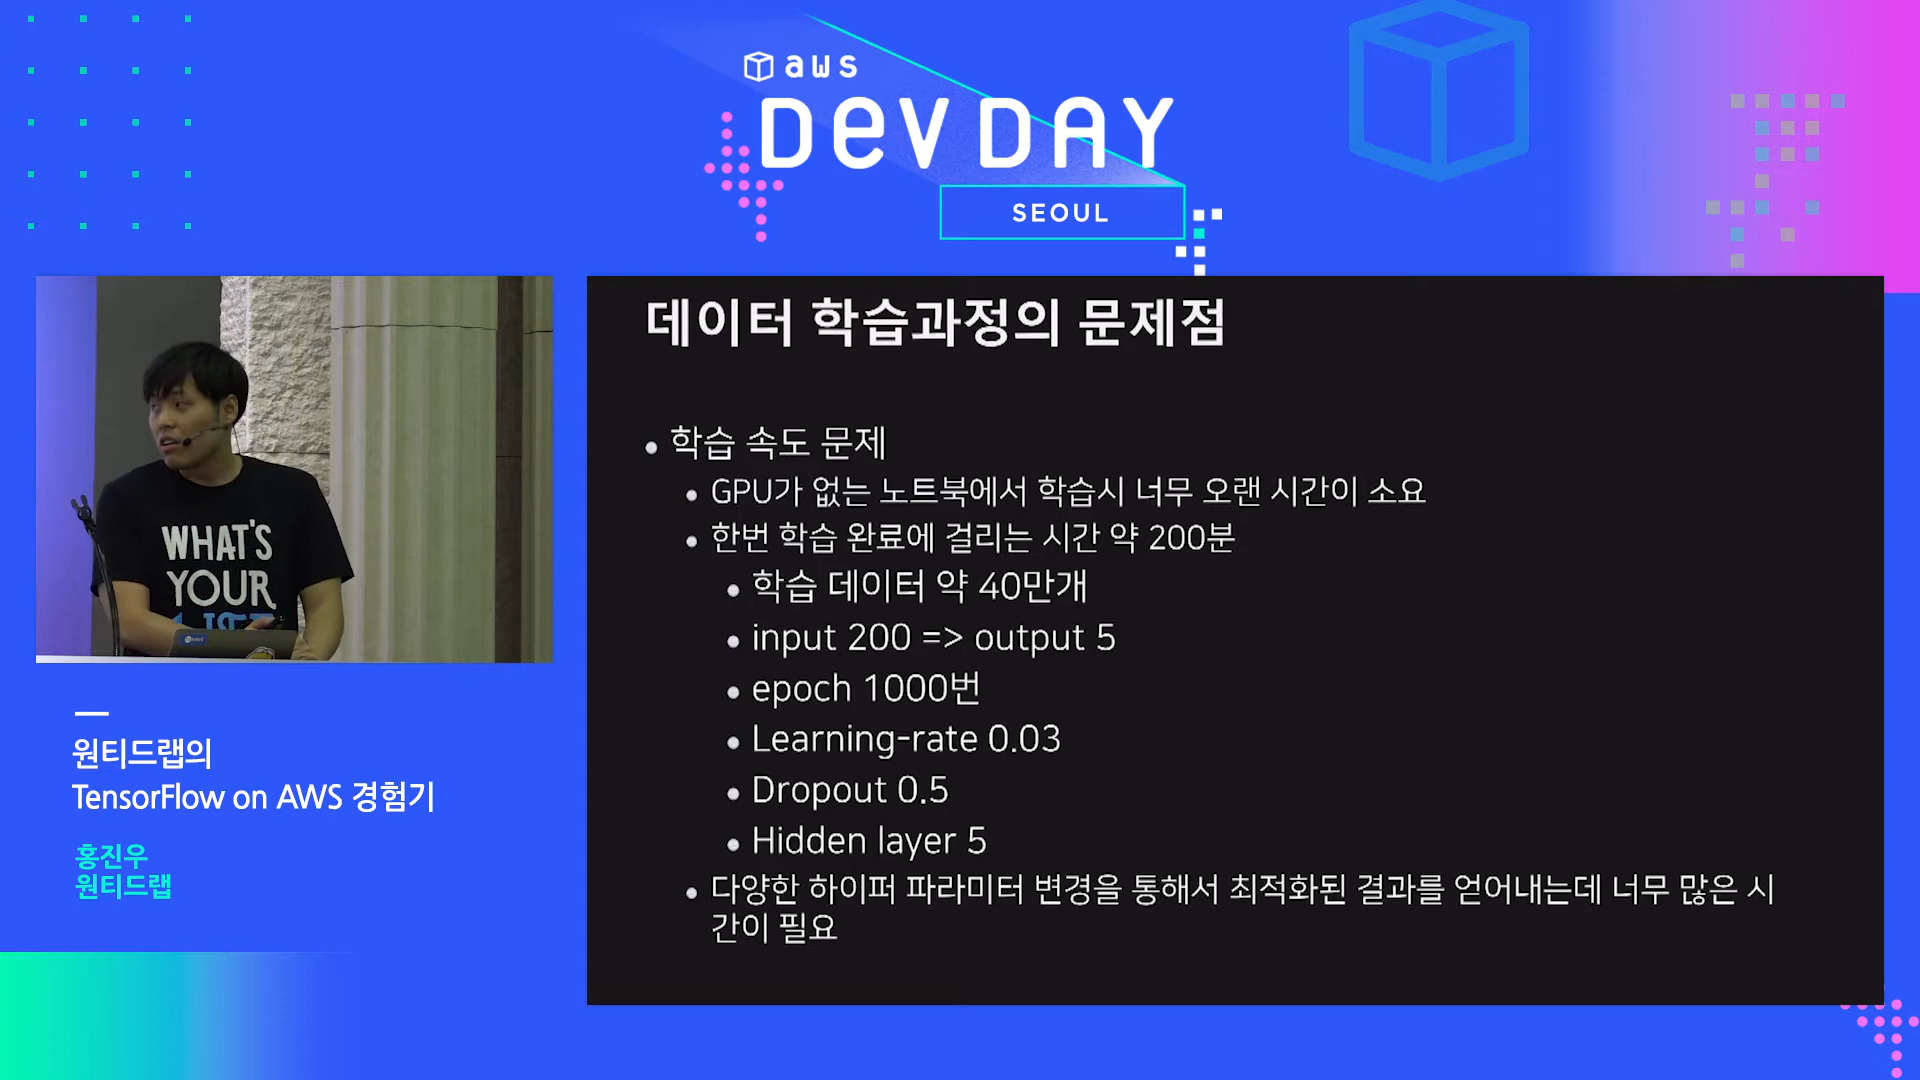 aws
DEV DAY
SEOUL
WHAT'S
YOUR
데이터 학습과정의 문제점
학습 속도 문제
GPU가 없는 노트북에서 학습시 너무 오랜 시간이 소요
한번 학습 완료에 걸리는 시간 약 200분
학습 데이터 약 40만개
input 200 => output 5
epoch 1000번
Learning-rate 0.03
Dropout 0.5
Hidden layer 5
다양한 하이퍼 파라미터 변경을 통해서 최적화된 결과를 얻어내는데 너무 많은 시
간이 필요
원티드랩의
TensorFlow on AWS 경험기
홍진우
원티드랩